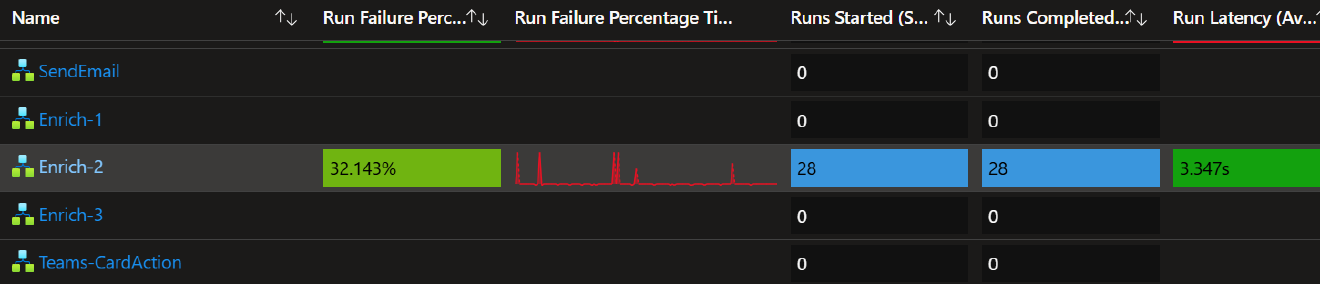 Name Run Failure Perc... Run Failure Percentage Ti... Runs Started (S... Runs Completed... Run Latency (Av...
SendEmail 0 0
Enrich-1 0 0
Enrich-2 32.143% 28 28 3.347s
Enrich-3 0 0
Teams-CardAction 0 0